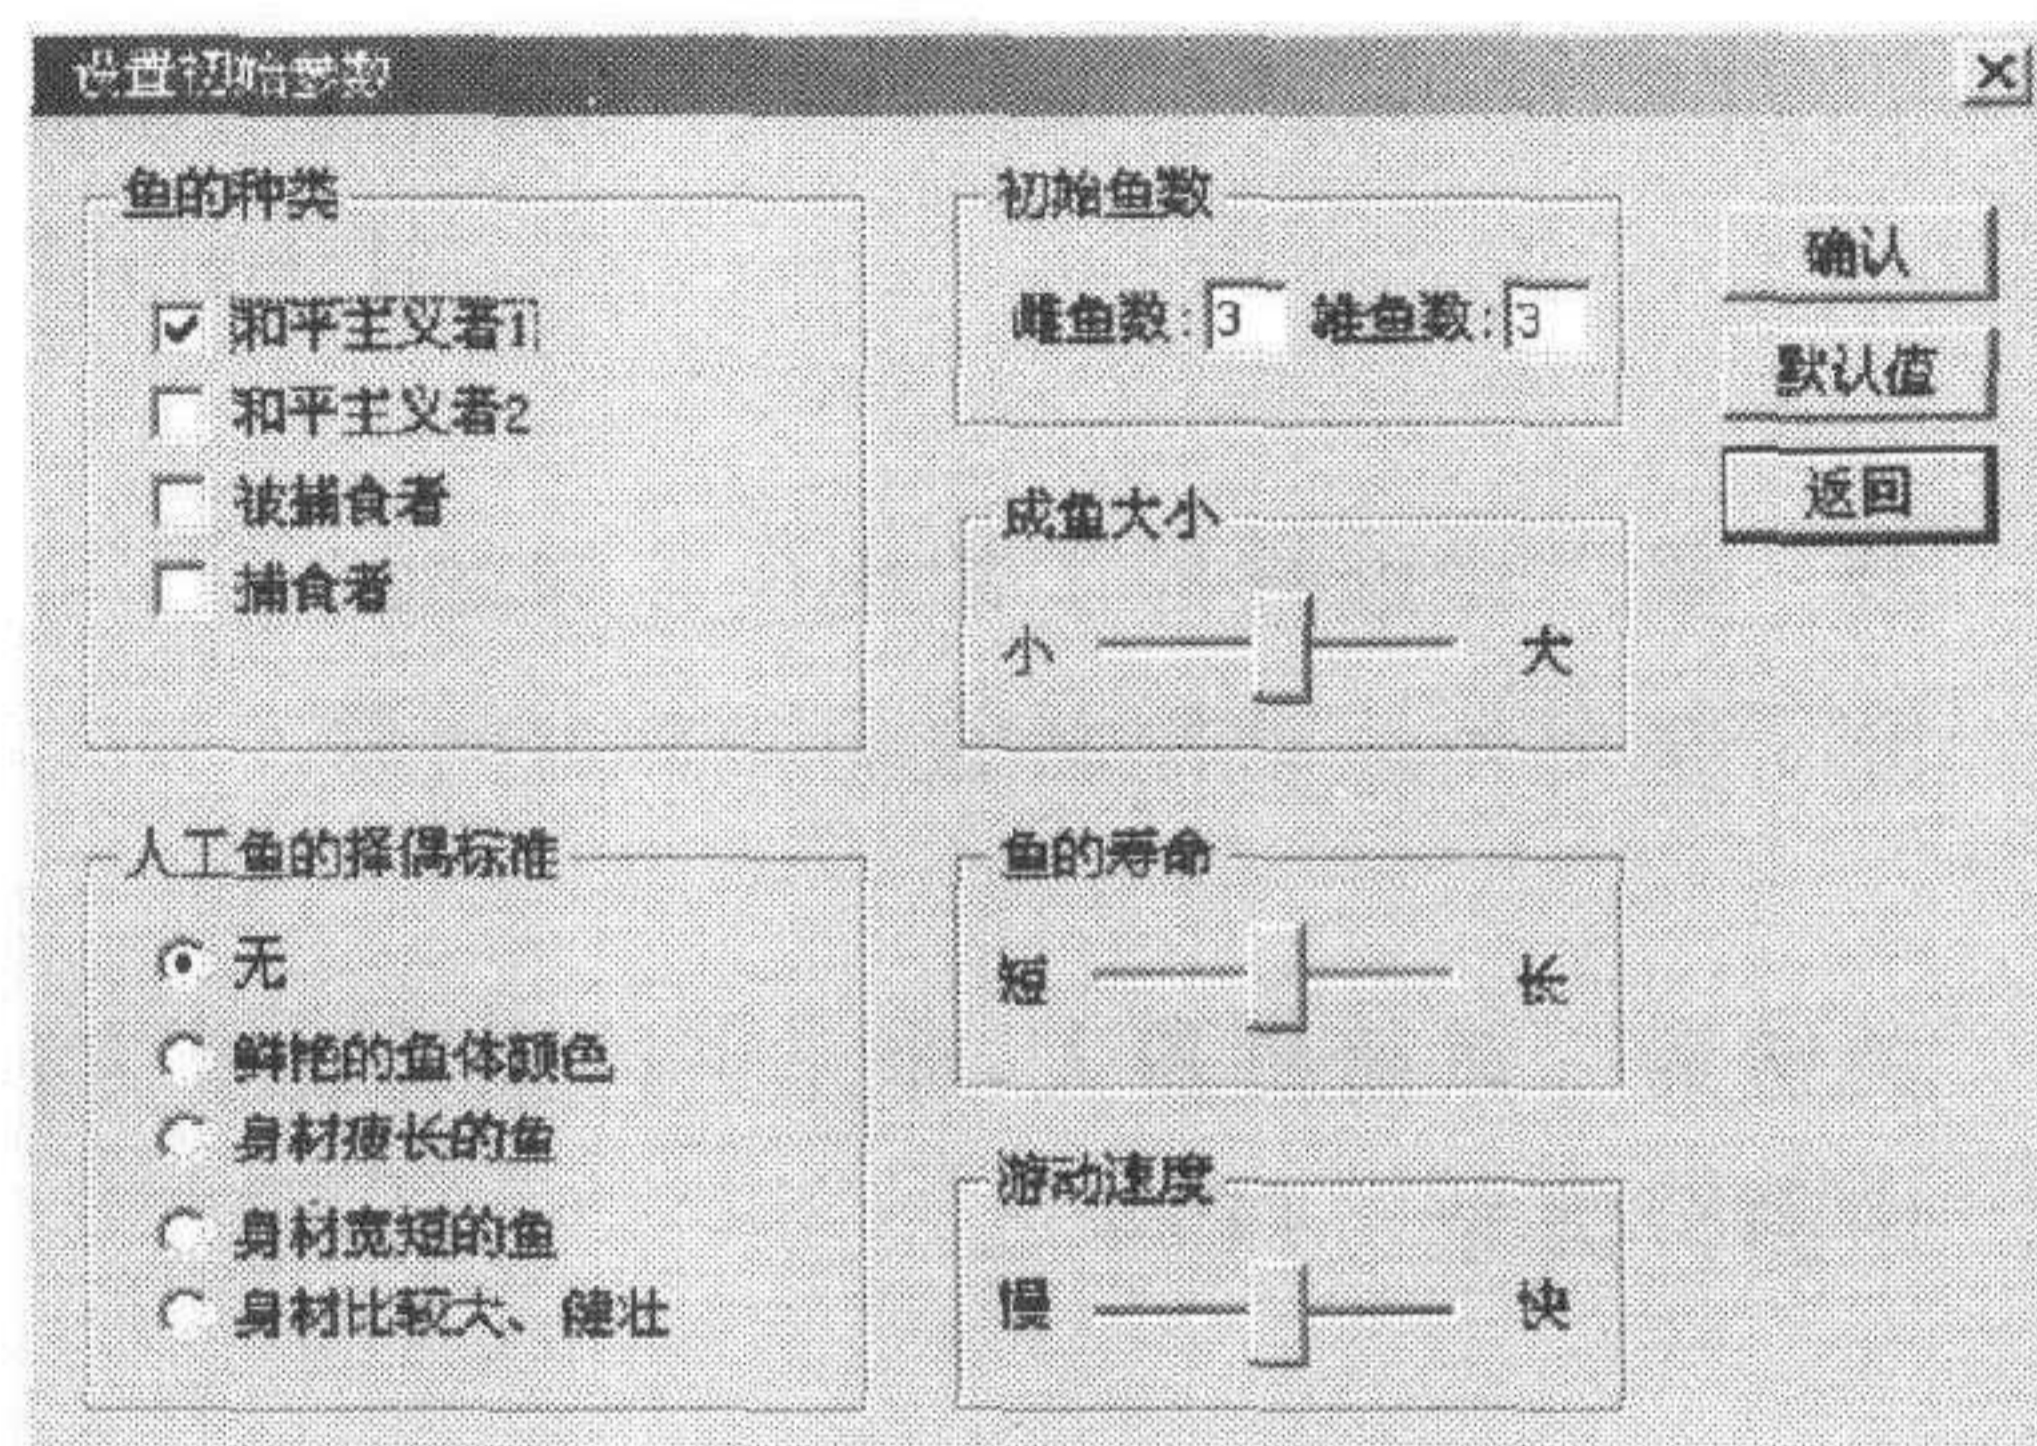 设置初始参数
鱼的种类
和平主义者1
和平主义者2
被捕食者
捕食者
人工鱼的择偶标准
无
鲜艳的鱼体颜色
身材瘦长的鱼
身材宽短的鱼
身材比较大、健壮
初始鱼数
雌鱼数: 3 雄鱼数: 3
成鱼大小
小 大
鱼的寿命
短 长
游动速度
慢 快
确认
默认值
返回